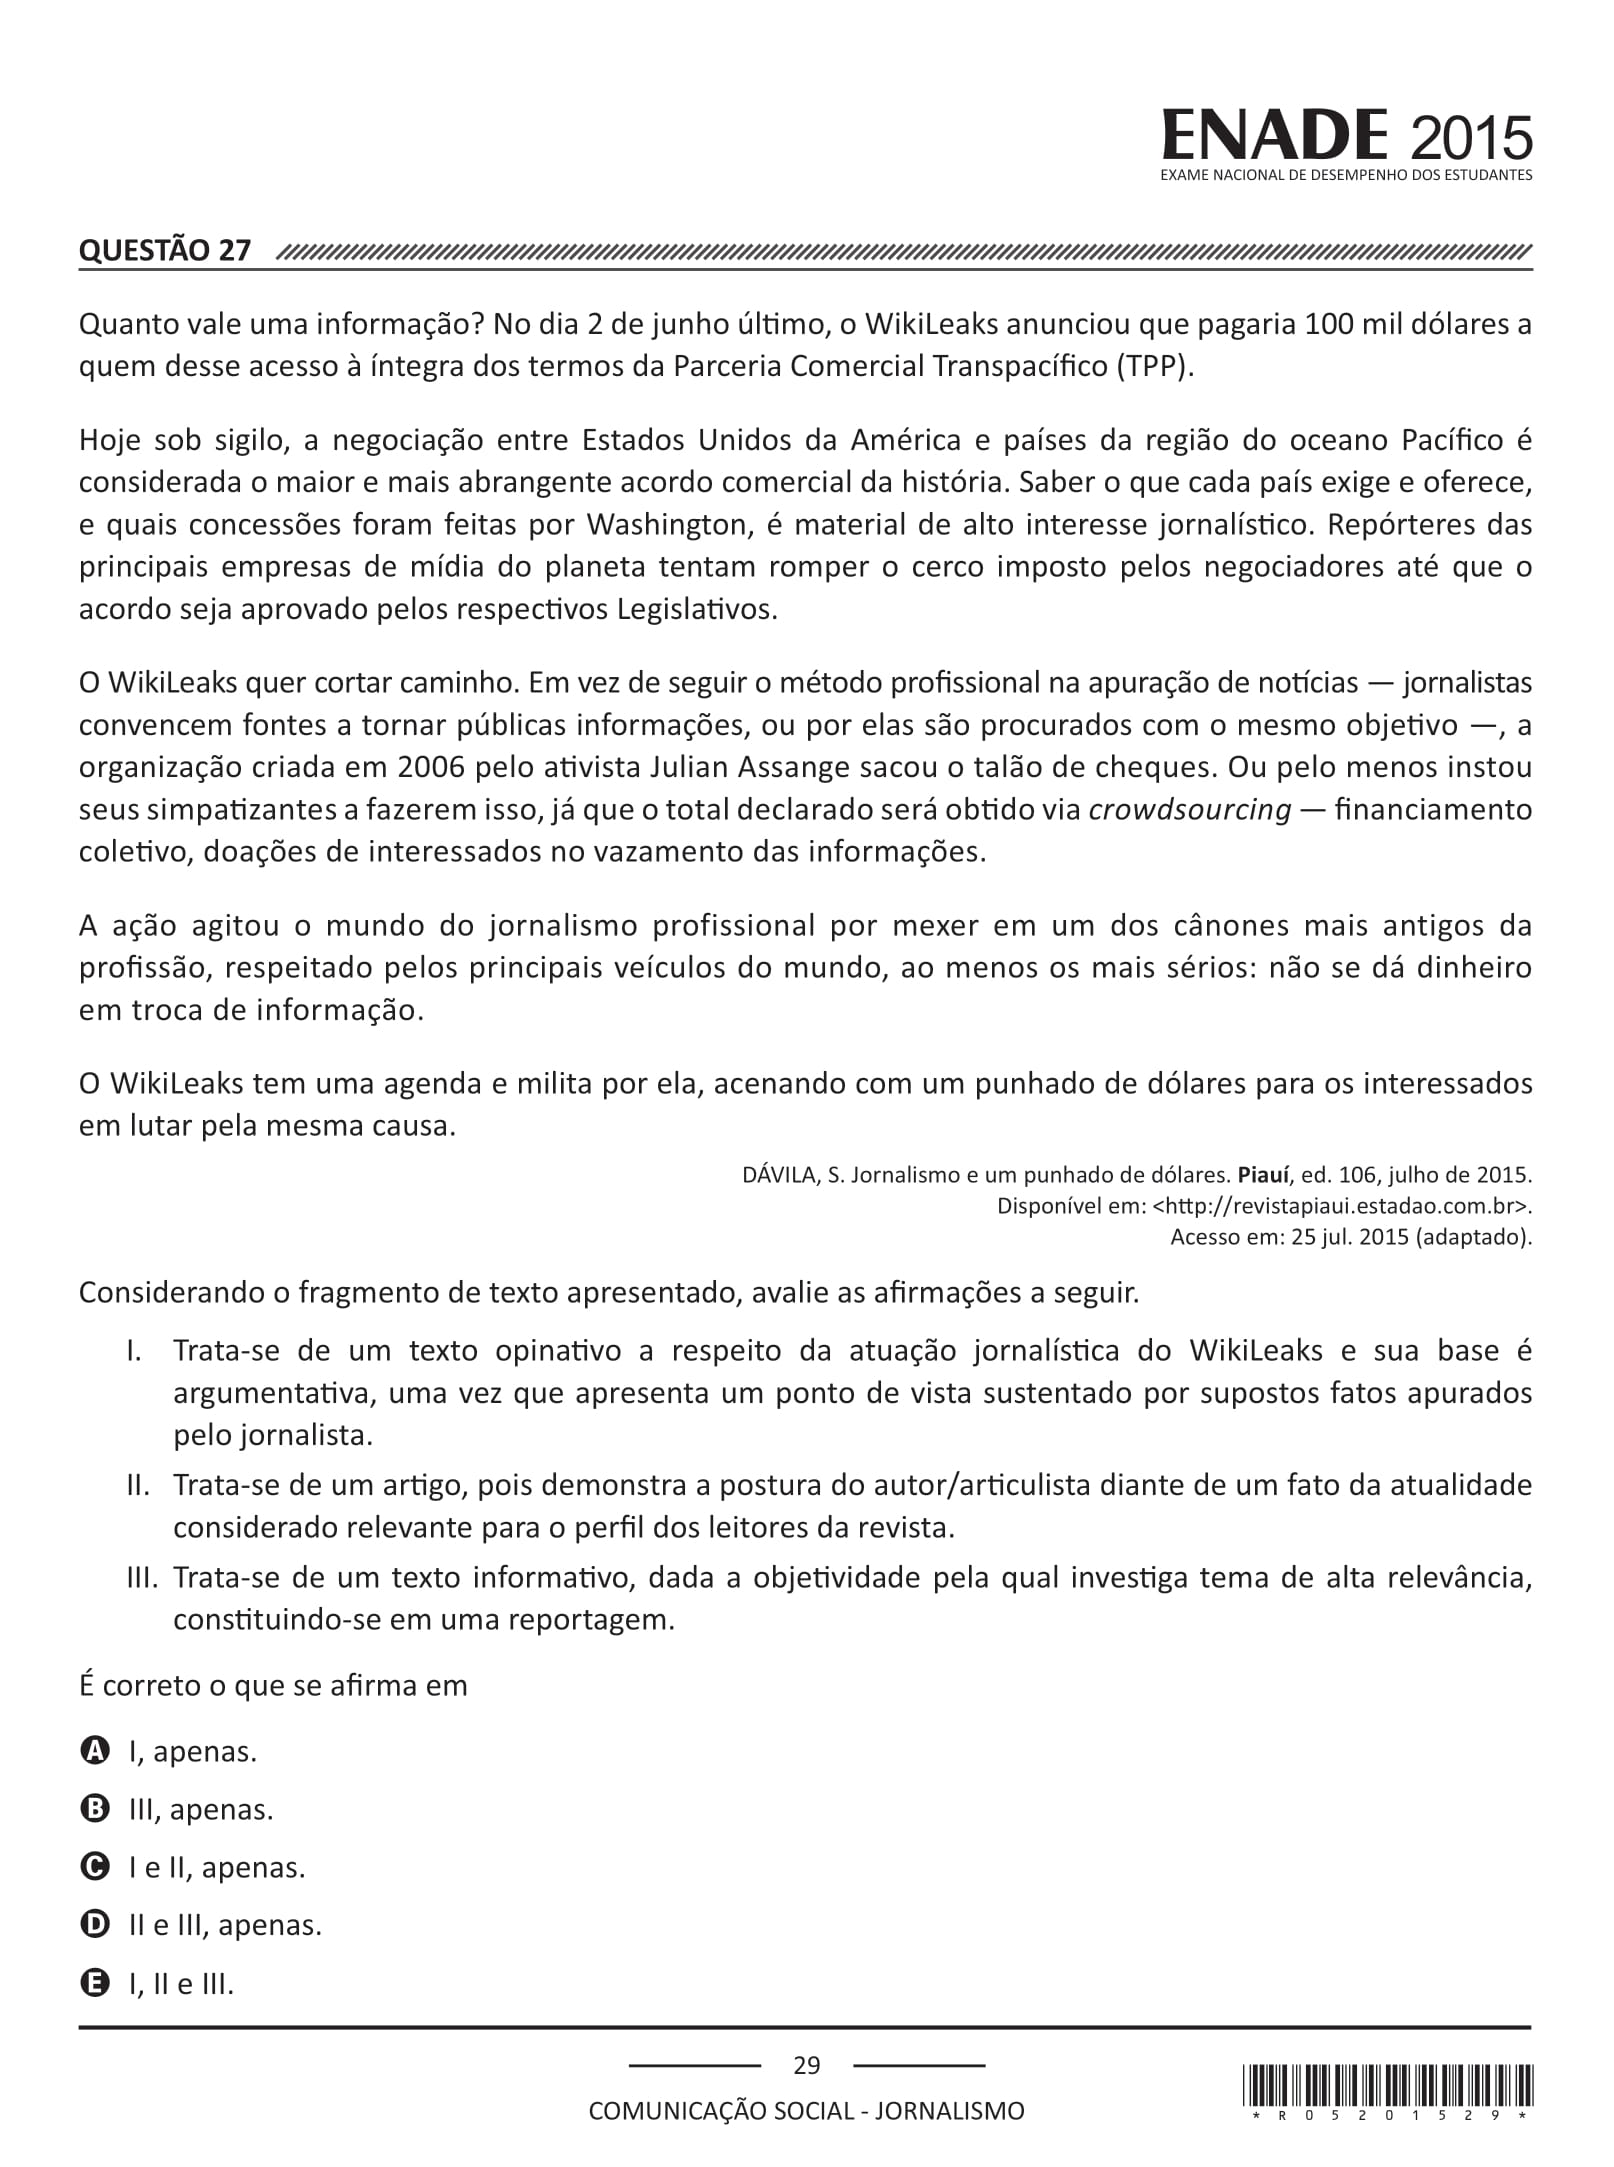 ENADE 2015
EXAME NACIONAL DE DESEMPENHO DOS ESTUDANTES
QUESTÃO 27
Quanto vale uma informação? No dia 2 de junho último, o WikiLeaks anunciou que pagaria 100 mil dólares a
quem desse acesso à íntegra dos termos da Parceria Comercial Transpacífico (TPP).
Hoje sob sigilo, a negociação entre Estados Unidos da América e países da região do oceano Pacífico é
considerada o maior e mais abrangente acordo comercial da história. Saber o que cada país exige e oferece,
e quais concessões foram feitas por Washington, é material de alto interesse jornalístico. Repórteres das
principais empresas de mídia do planeta tentam romper o cerco imposto pelos negociadores até que o
acordo seja aprovado pelos respectivos Legislativos.
O WikiLeaks quer cortar caminho. Em vez de seguir o método profissional na apuração de notícias — jornalistas
convencem fontes a tornar públicas informações, ou por elas são procurados com o mesmo objetivo —, a
organização criada em 2006 pelo ativista Julian Assange sacou o talão de cheques. Ou pelo menos instou
seus simpatizantes a fazerem isso, já que o total declarado será obtido via crowdsourcing — financiamento
coletivo, doações de interessados no vazamento das informações.
A ação agitou o mundo do jornalismo profissional por mexer em um dos cânones mais antigos da
profissão, respeitado pelos principais veículos do mundo, ao menos os mais sérios: não se dá dinheiro
em troca de informação.
O WikiLeaks tem uma agenda e milita por ela, acenando com um punhado de dólares para os interessados
em lutar pela mesma causa.
DÁVILA, S. Jornalismo e um punhado de dólares. Piauí, ed. 106, julho de 2015.
Disponível em: <http://revistapiaui.estadao.com.br>.
Acesso em: 25 jul. 2015 (adaptado).
Considerando o fragmento de texto apresentado, avalie as afirmações a seguir.
I. Trata-se de um texto opinativo a respeito da atuação jornalística do WikiLeaks e sua base é
argumentativa, uma vez que apresenta um ponto de vista sustentado por supostos fatos apurados
pelo jornalista.
II. Trata-se de um artigo, pois demonstra a postura do autor/articulista diante de um fato da atualidade
considerado relevante para o perfil dos leitores da revista.
III. Trata-se de um texto informativo, dada a objetividade pela qual investiga tema de alta relevância,
constituindo-se em uma reportagem.
É correto o que se afirma em
A I, apenas.
B III, apenas.
C I e II, apenas.
D II e III, apenas.
E I, II e III.
29
COMUNICAÇÃO SOCIAL - JORNALISMO
* R 0 5 2 0 1 5 2 9 *